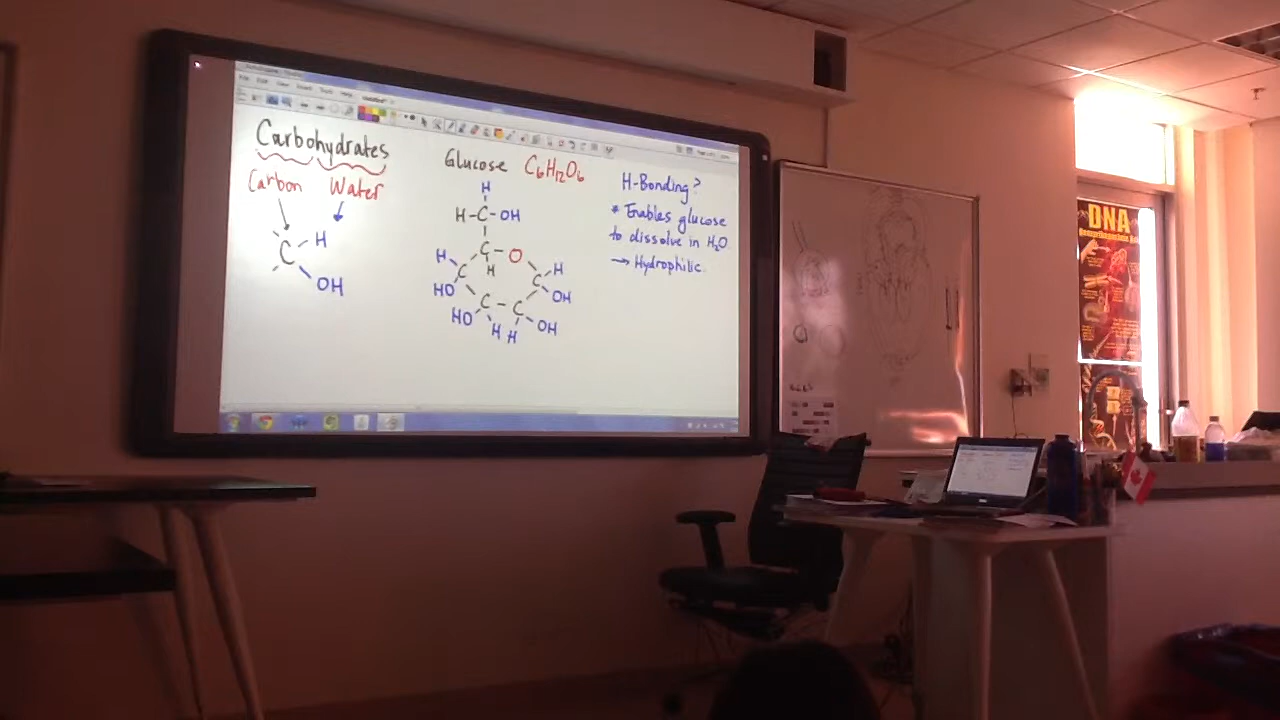 Carbohydrates
Carbon Water
C H
OH
Glucose C6H12O6
H
H-C-OH
C O
H H H
C C
HO OH
C - C
HO OH
H H
H-Bonding?
* Enables glucose
to dissolve in H2O
→ Hydrophilic.
DNA